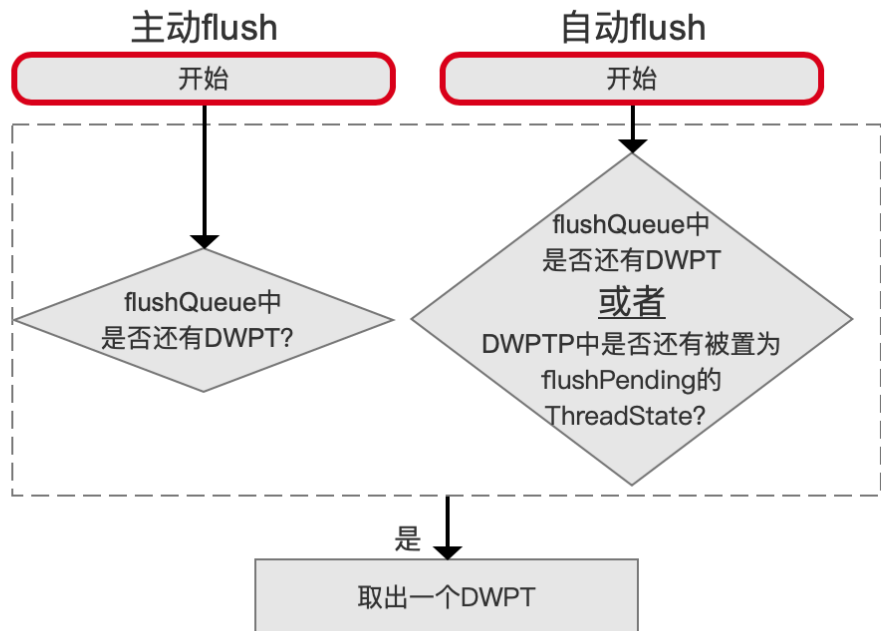 主动flush
自动flush
开始
开始
flushQueue中
是否还有DWPT?
flushQueue中
是否还有DWPT
或者
DWPTP中是否还有被置为
flushPending的
ThreadState?
是
取出一个DWPT